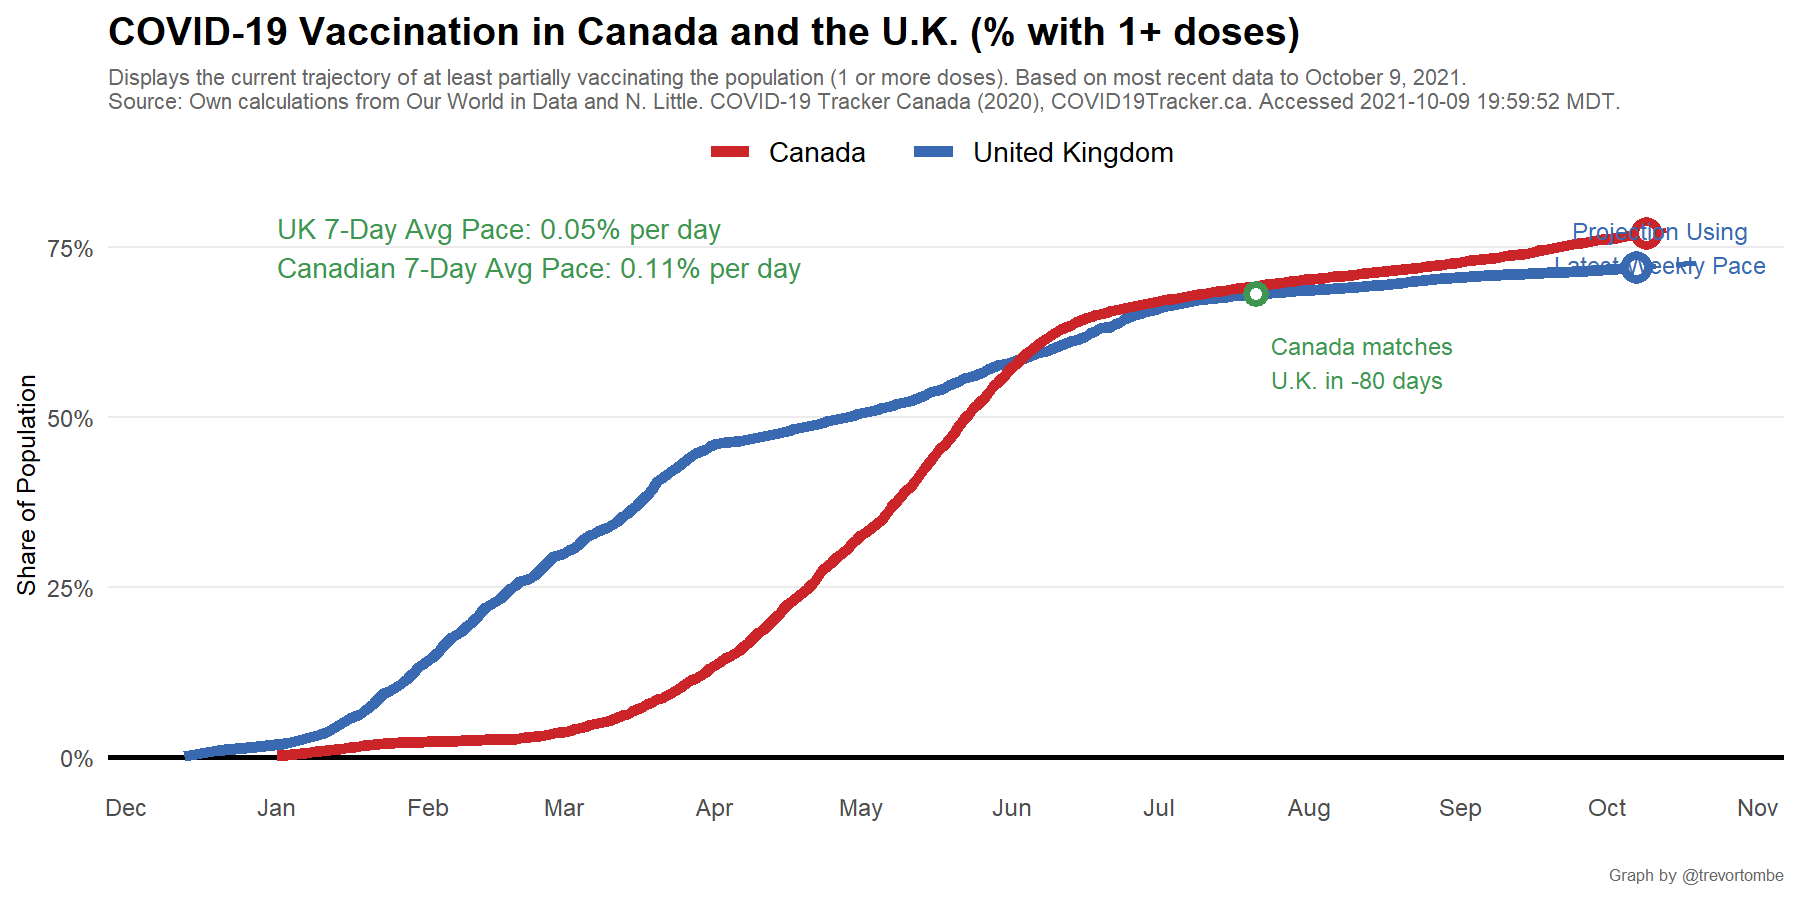 COVID-19 Vaccination in Canada and the U.K. (% with 1+ doses)
Displays the current trajectory of at least partially vaccinating the population (1 or more doses). Based on most recent data to October 9, 2021.
Source: Own calculations from Our World in Data and N. Little. COVID-19 Tracker Canada (2020), COVID19Tracker.ca. Accessed 2021-10-09 19:59:52 MDT.
Canada
United Kingdom
UK 7-Day Avg Pace: 0.05% per day
Canadian 7-Day Avg Pace: 0.11% per day
Projection Using
Latest Weekly Pace
Canada matches
U.K. in -80 days
Share of Population
75%
50%
25%
0%
Dec Jan Feb Mar Apr May Jun Jul Aug Sep Oct Nov
Graph by @trevortombe